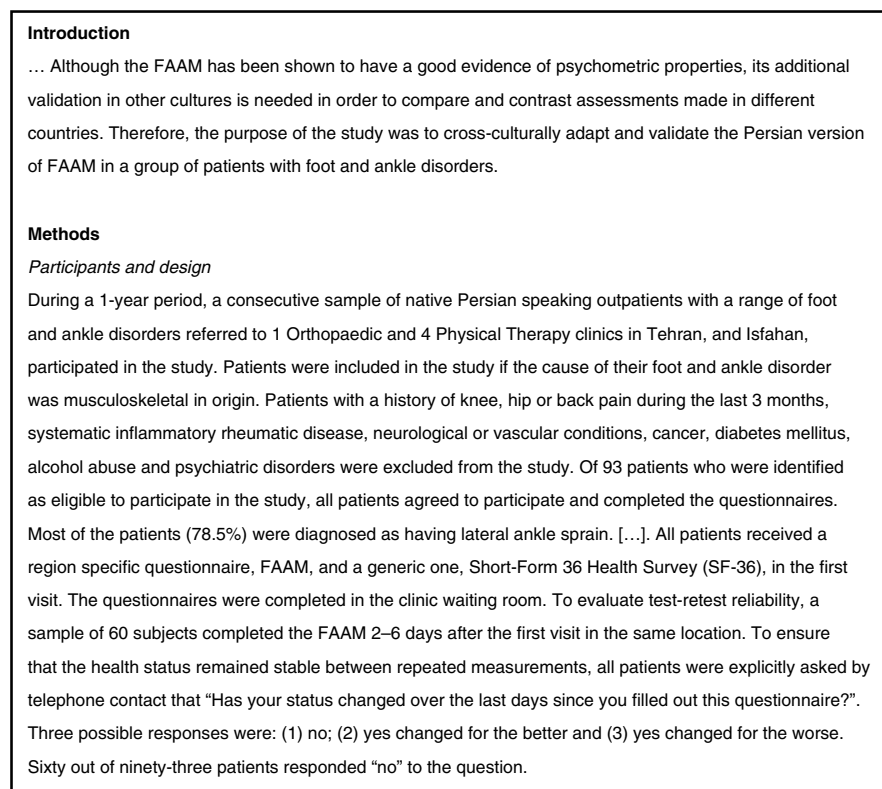 Introduction
… Although the FAAM has been shown to have a good evidence of psychometric properties, its additional
validation in other cultures is needed in order to compare and contrast assessments made in different
countries. Therefore, the purpose of the study was to cross-culturally adapt and validate the Persian version
of FAAM in a group of patients with foot and ankle disorders.
Methods
Participants and design
During a 1-year period, a consecutive sample of native Persian speaking outpatients with a range of foot
and ankle disorders referred to 1 Orthopaedic and 4 Physical Therapy clinics in Tehran, and Isfahan,
participated in the study. Patients were included in the study if the cause of their foot and ankle disorder
was musculoskeletal in origin. Patients with a history of knee, hip or back pain during the last 3 months,
systematic inflammatory rheumatic disease, neurological or vascular conditions, cancer, diabetes mellitus,
alcohol abuse and psychiatric disorders were excluded from the study. Of 93 patients who were identified
as eligible to participate in the study, all patients agreed to participate and completed the questionnaires.
Most of the patients (78.5%) were diagnosed as having lateral ankle sprain. […]. All patients received a
region specific questionnaire, FAAM, and a generic one, Short-Form 36 Health Survey (SF-36), in the first
visit. The questionnaires were completed in the clinic waiting room. To evaluate test-retest reliability, a
sample of 60 subjects completed the FAAM 2–6 days after the first visit in the same location. To ensure
that the health status remained stable between repeated measurements, all patients were explicitly asked by
telephone contact that “Has your status changed over the last days since you filled out this questionnaire?”.
Three possible responses were: (1) no; (2) yes changed for the better and (3) yes changed for the worse.
Sixty out of ninety-three patients responded “no” to the question.